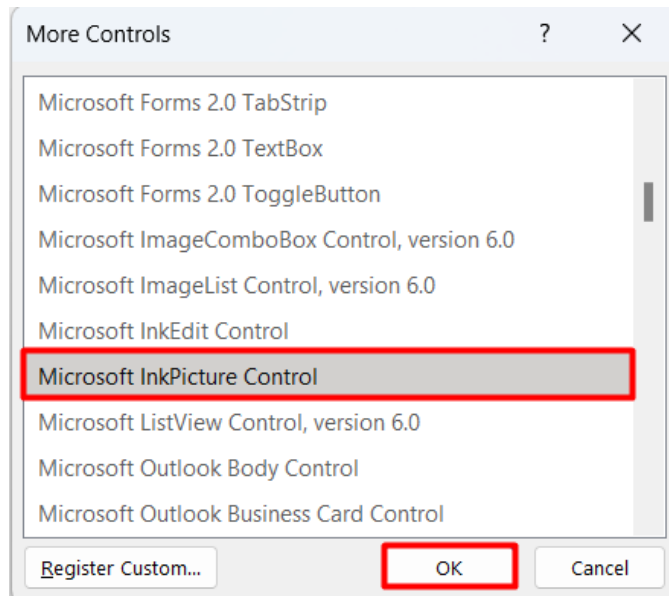 More Controls ?
Microsoft Forms 2.0 TabStrip
Microsoft Forms 2.0 TextBox
Microsoft Forms 2.0 ToggleButton
Microsoft ImageComboBox Control, version 6.0
Microsoft ImageList Control, version 6.0
Microsoft InkEdit Control
Microsoft InkPicture Control
Microsoft ListView Control, version 6.0
Microsoft Outlook Body Control
Microsoft Outlook Business Card Control
Register Custom... OK Cancel